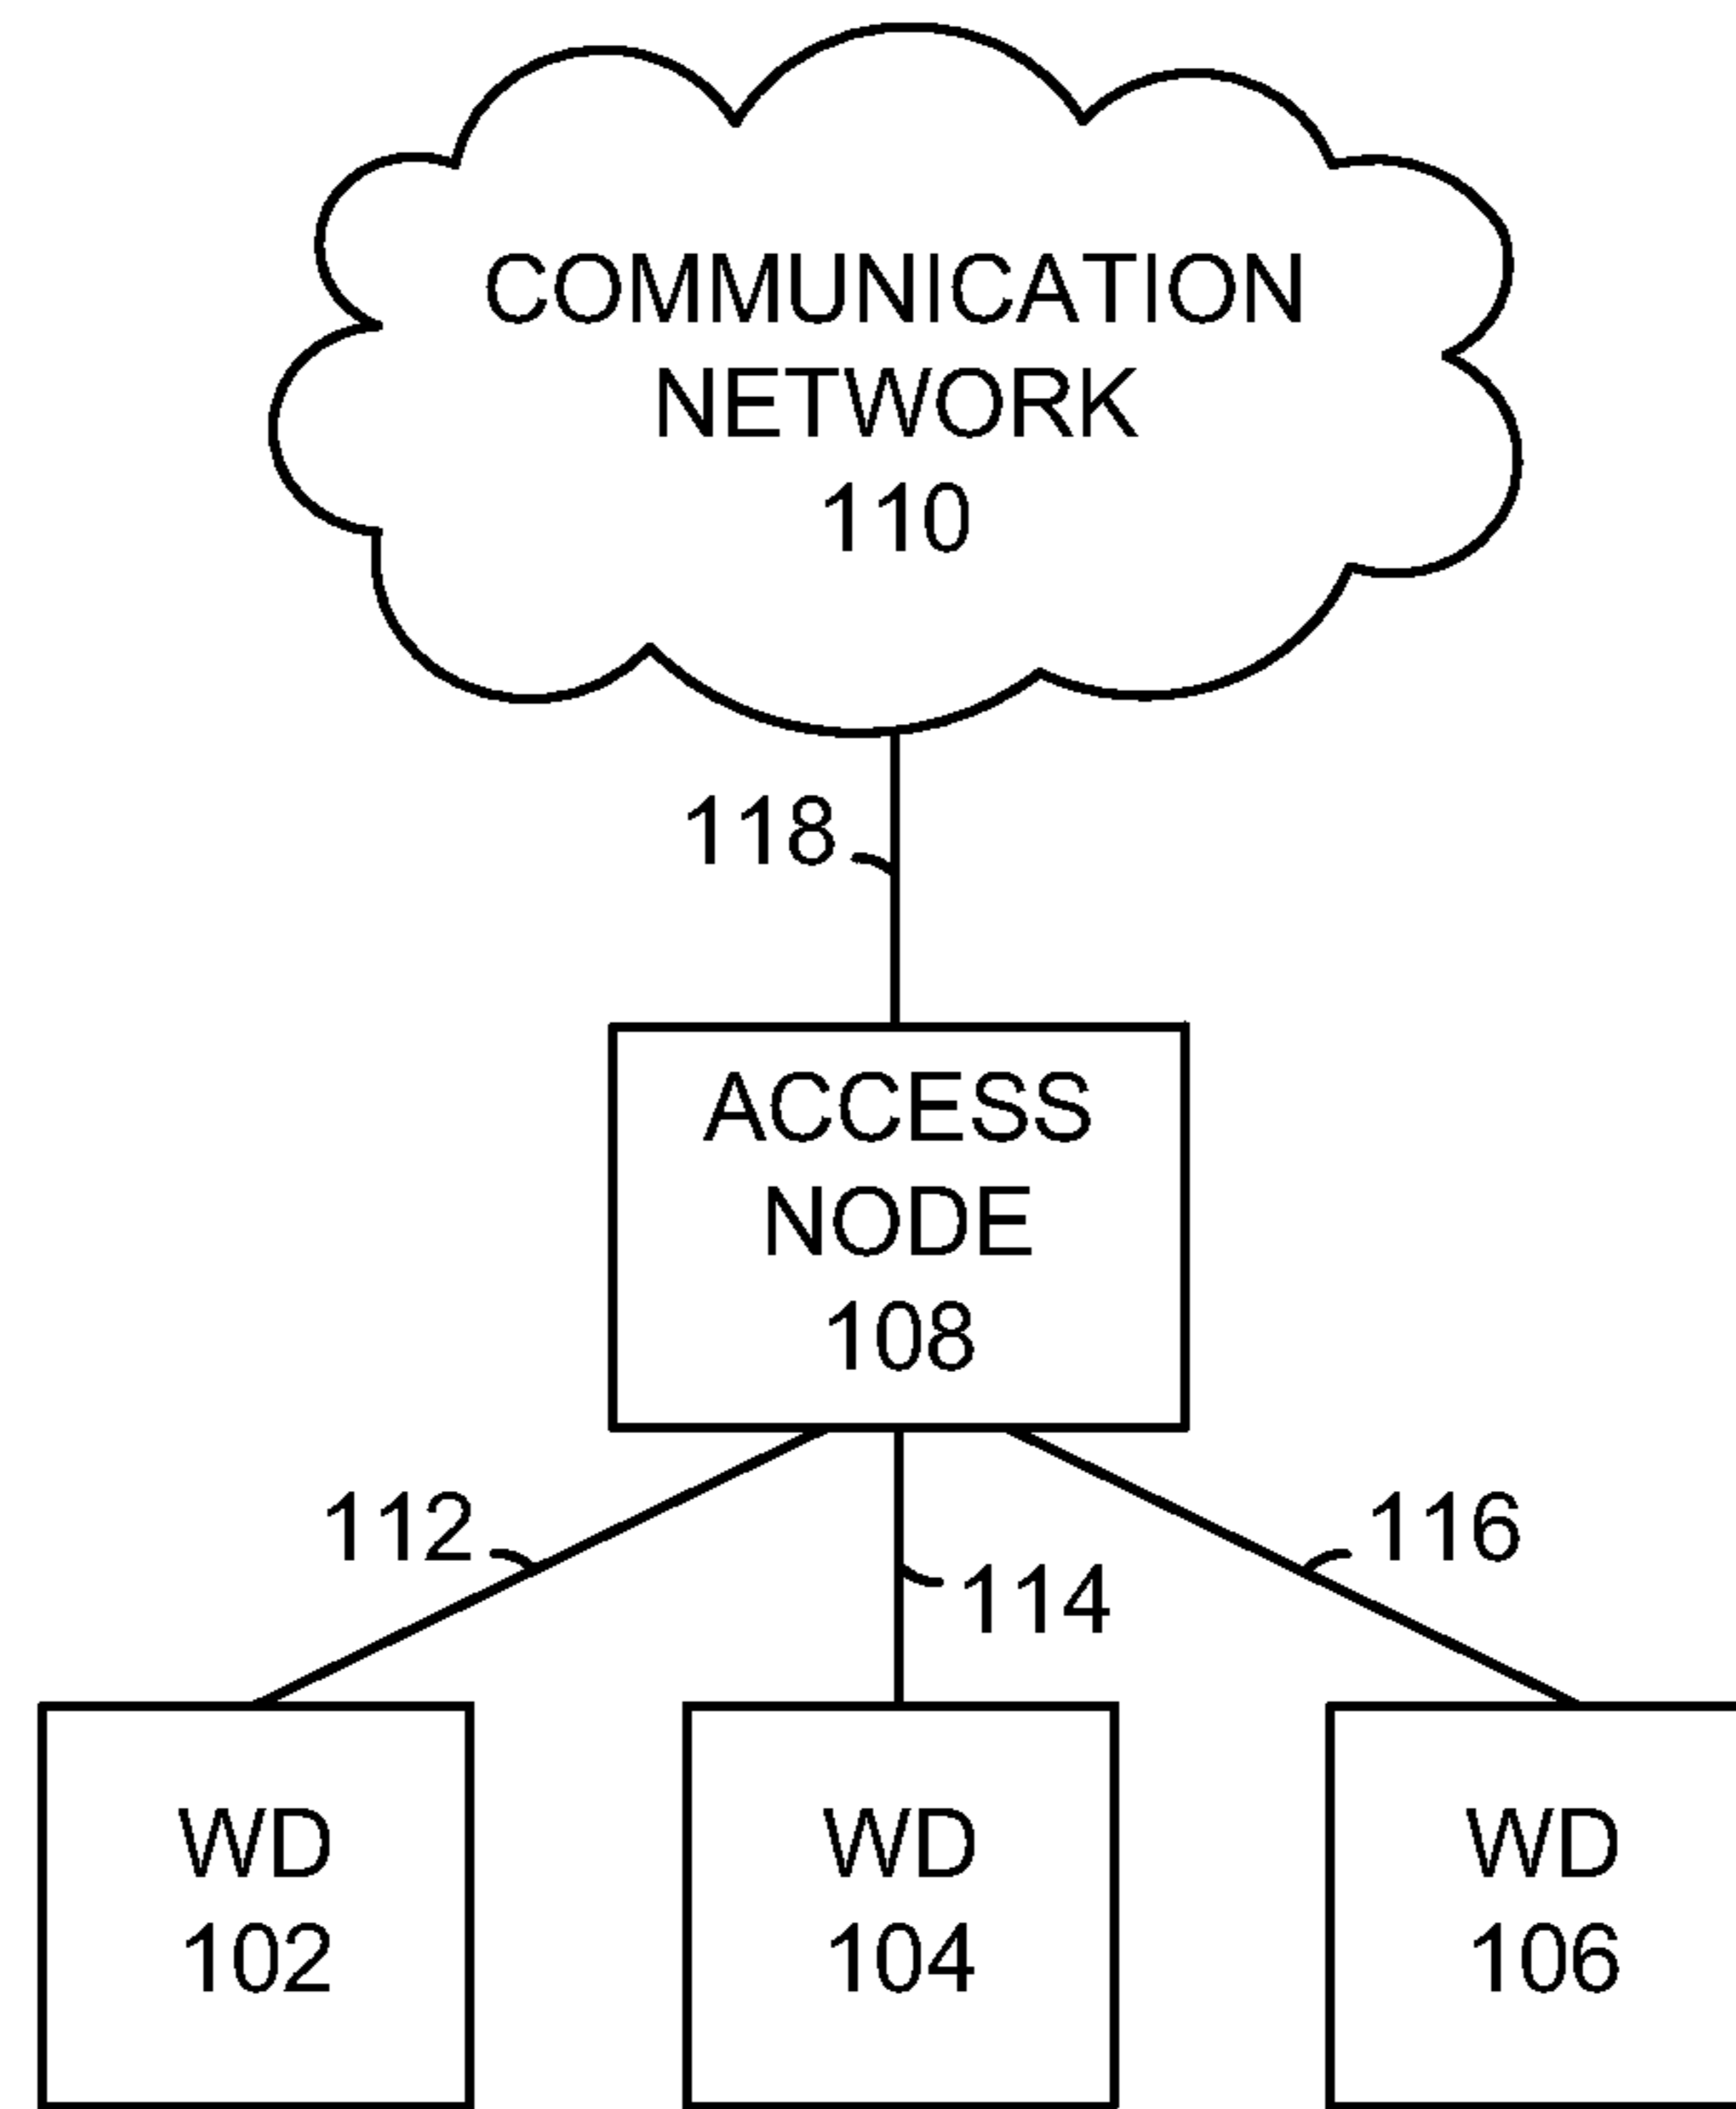 COMMUNICATION
NETWORK
110
118
ACCESS
NODE
108
112
116
114
WD
102
WD
104
WD
106